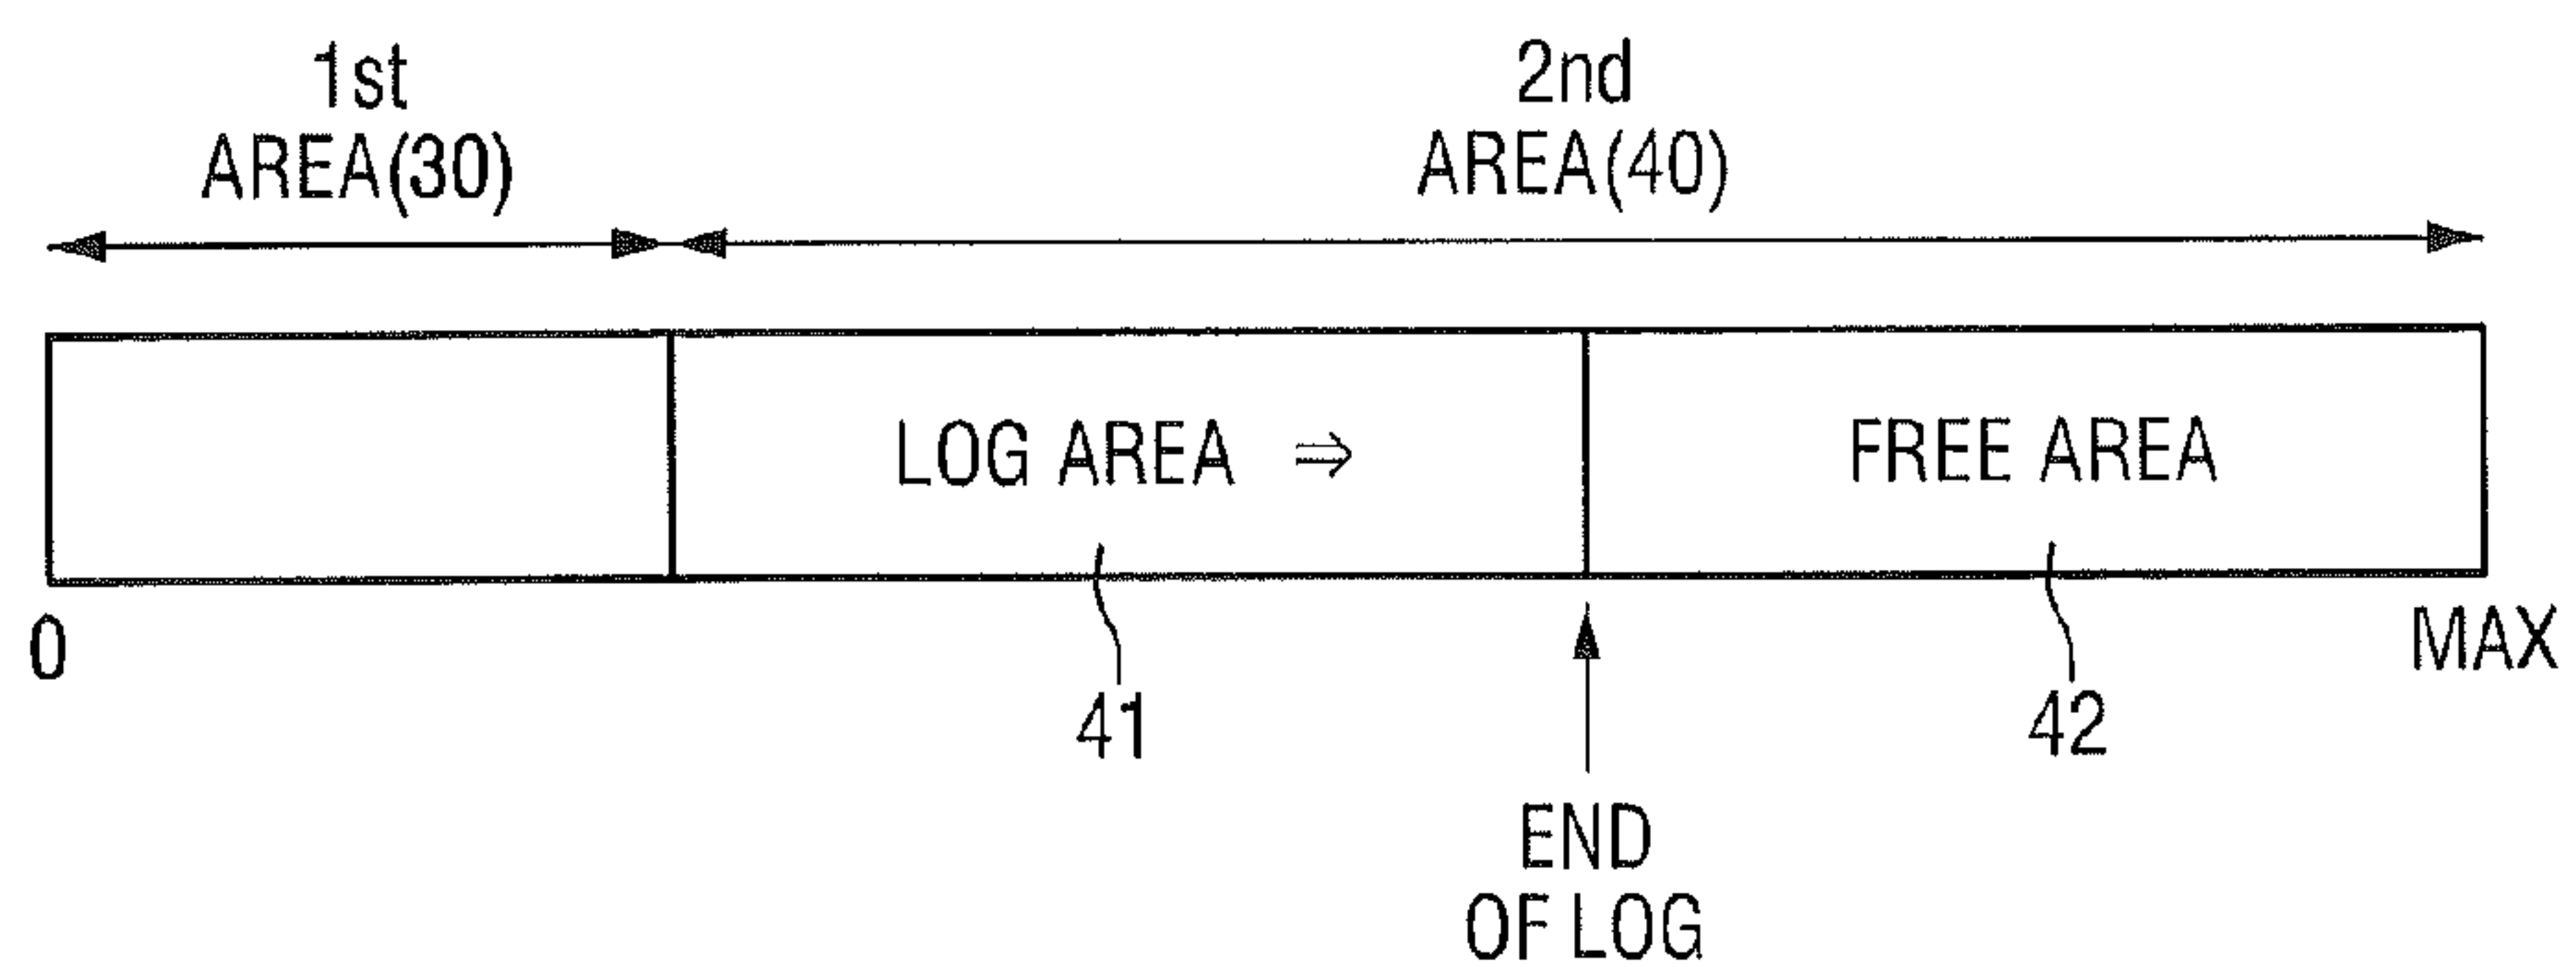 1st
AREA(30)
2nd
AREA(40)
LOG AREA ⇒
FREE AREA
0
MAX
41
42
END
OF LOG